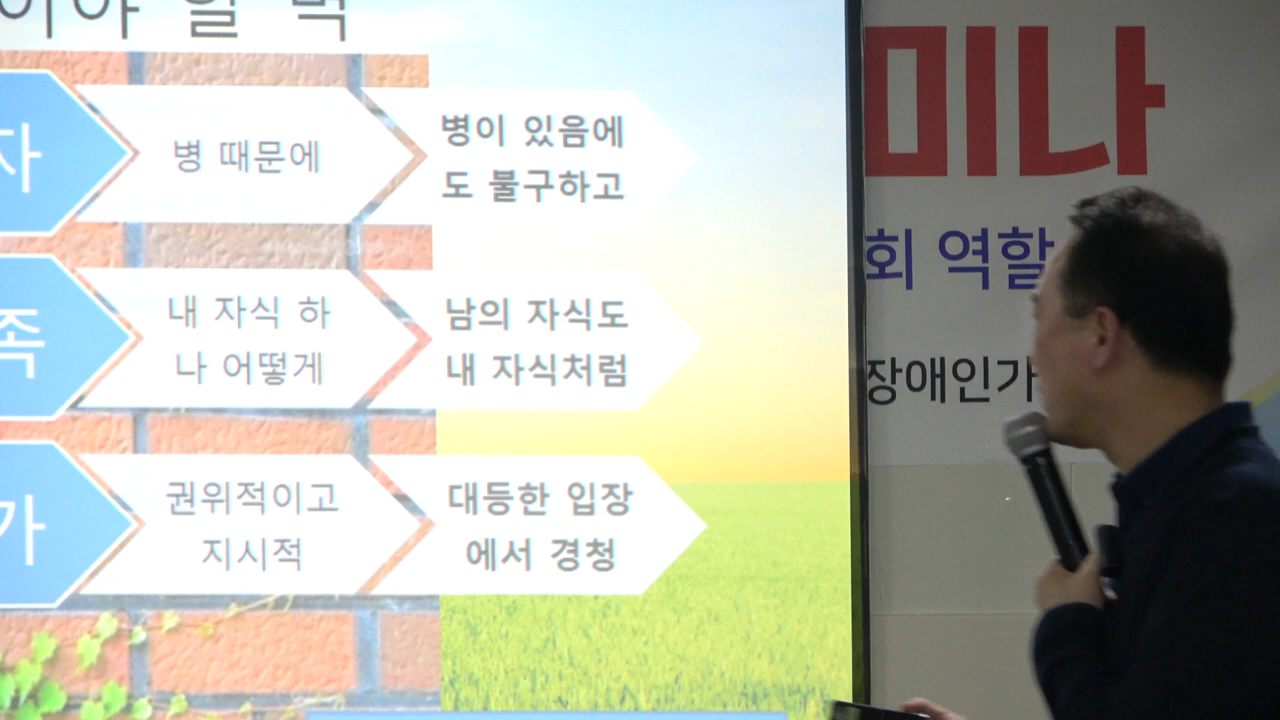 야 할 벽
자
병 때문에
병이 있음에
도 불구하고
족
내 자식 하
나 어떻게
남의 자식도
내 자식처럼
가
권위적이고
지시적
대등한 입장
에서 경청
미나
회 역할
장애인가